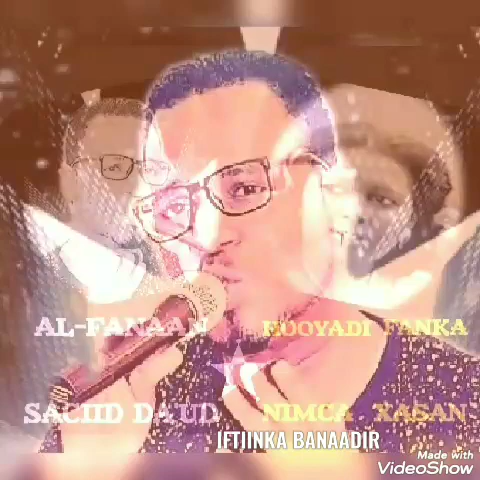 AL-FANAAN HOOYADI FANKA
SACIID DAUD NIMCA XASAN
IFTIINKA BANAADIR
Made with
VideoShow